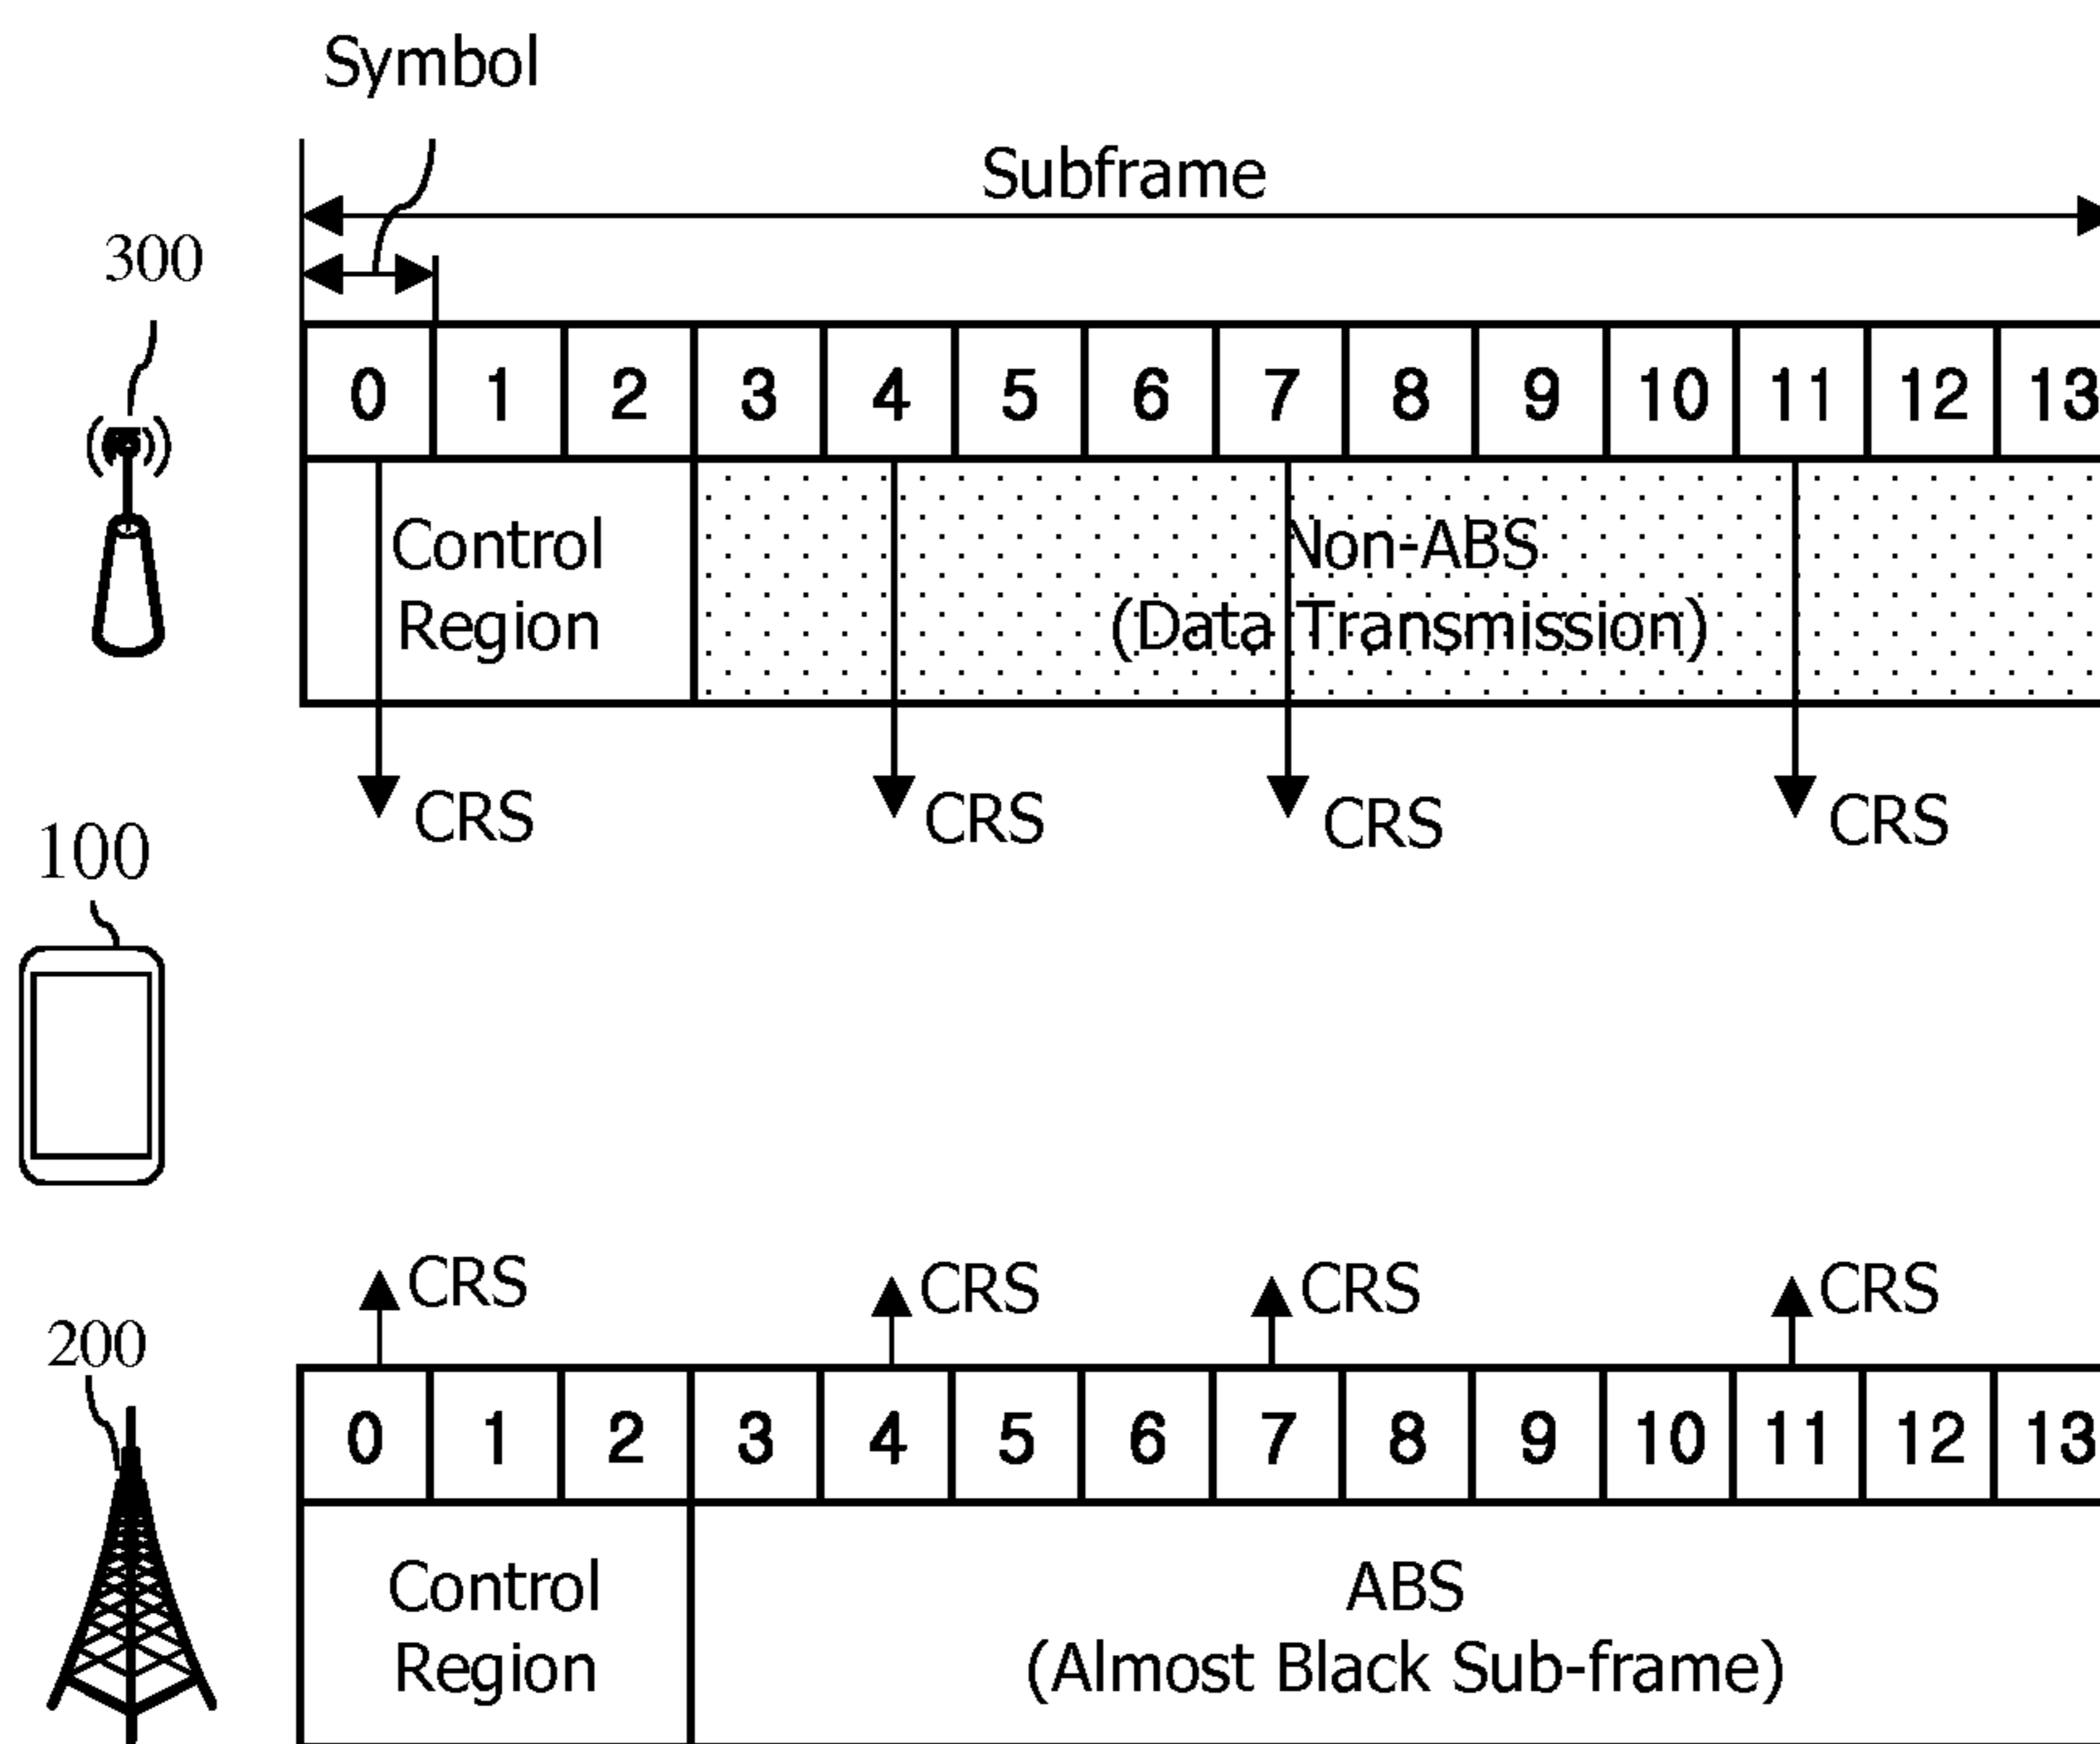 Symbol
Subframe
300
0 1 2 3 4 5 6 7 8 9 10 11 12 13
Control
Region
Non-ABS
(Data Transmission)
CRS CRS CRS CRS
100
CRS CRS CRS CRS
200
0 1 2 3 4 5 6 7 8 9 10 11 12 13
Control
Region
ABS
(Almost Black Sub-frame)